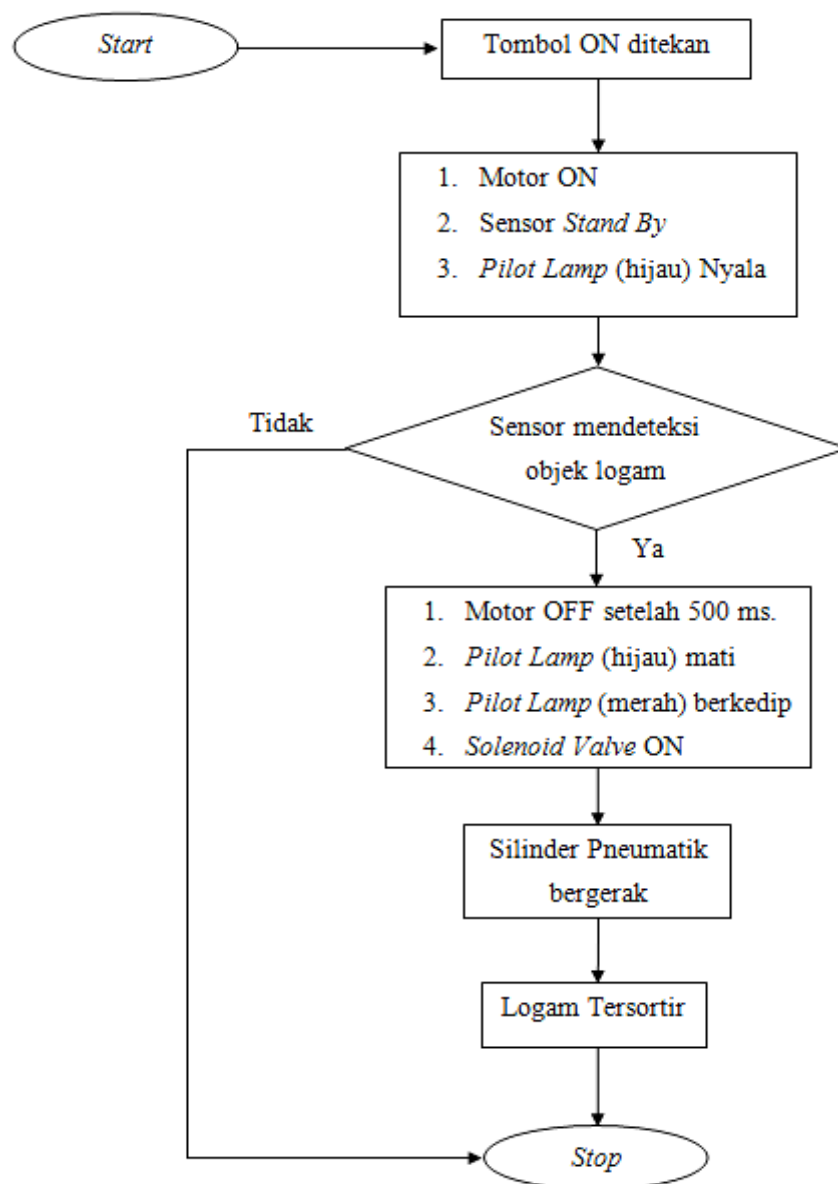 Start
Tombol ON ditekan
1. Motor ON
2. Sensor Stand By
3. Pilot Lamp (hijau) Nyala
Tidak
Sensor mendeteksi
objek logam
Ya
1. Motor OFF setelah 500 ms.
2. Pilot Lamp (hijau) mati
3. Pilot Lamp (merah) berkedip
4. Solenoid Valve ON
Silinder Pneumatik
bergerak
Logam Tersortir
Stop